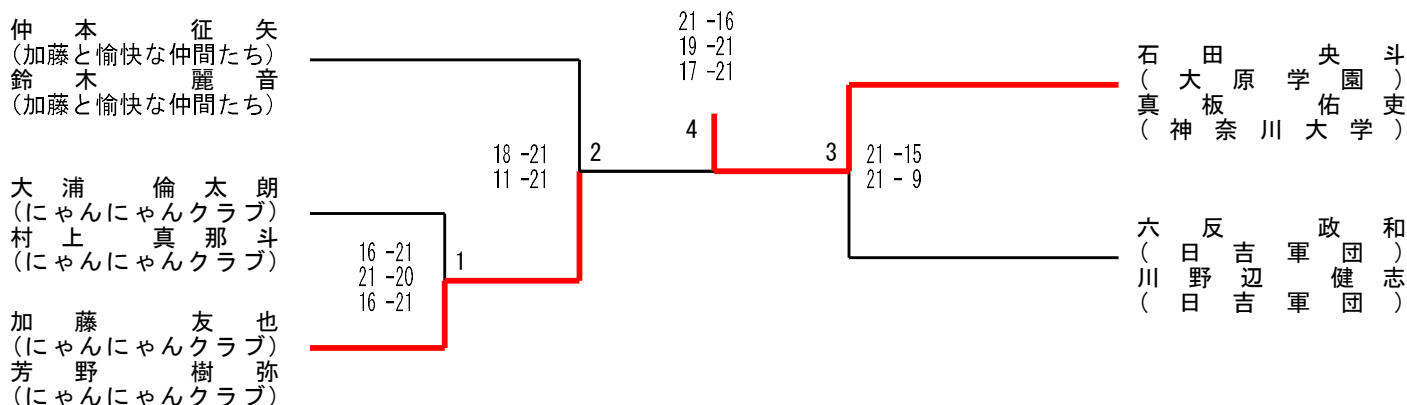 仲本 征矢
(加藤と愉快な仲間たち)
鈴木 麗音
(加藤と愉快な仲間たち)
大浦 倫太朗
(にゃんにゃんクラブ)
村上 真那斗
(にゃんにゃんクラブ)
加藤 友也
(にゃんにゃんクラブ)
芳野 樹弥
(にゃんにゃんクラブ)
16 -21
21 -20
16 -21
1
18 -21
11 -21
2
21 -16
19 -21
17 -21
4
3
21 -15
21 - 9
石田 央斗
(大原学園)
真板 佑吏
(神奈川大学)
六反 政和
(日吉軍団)
川野辺 健志
(日吉軍団)